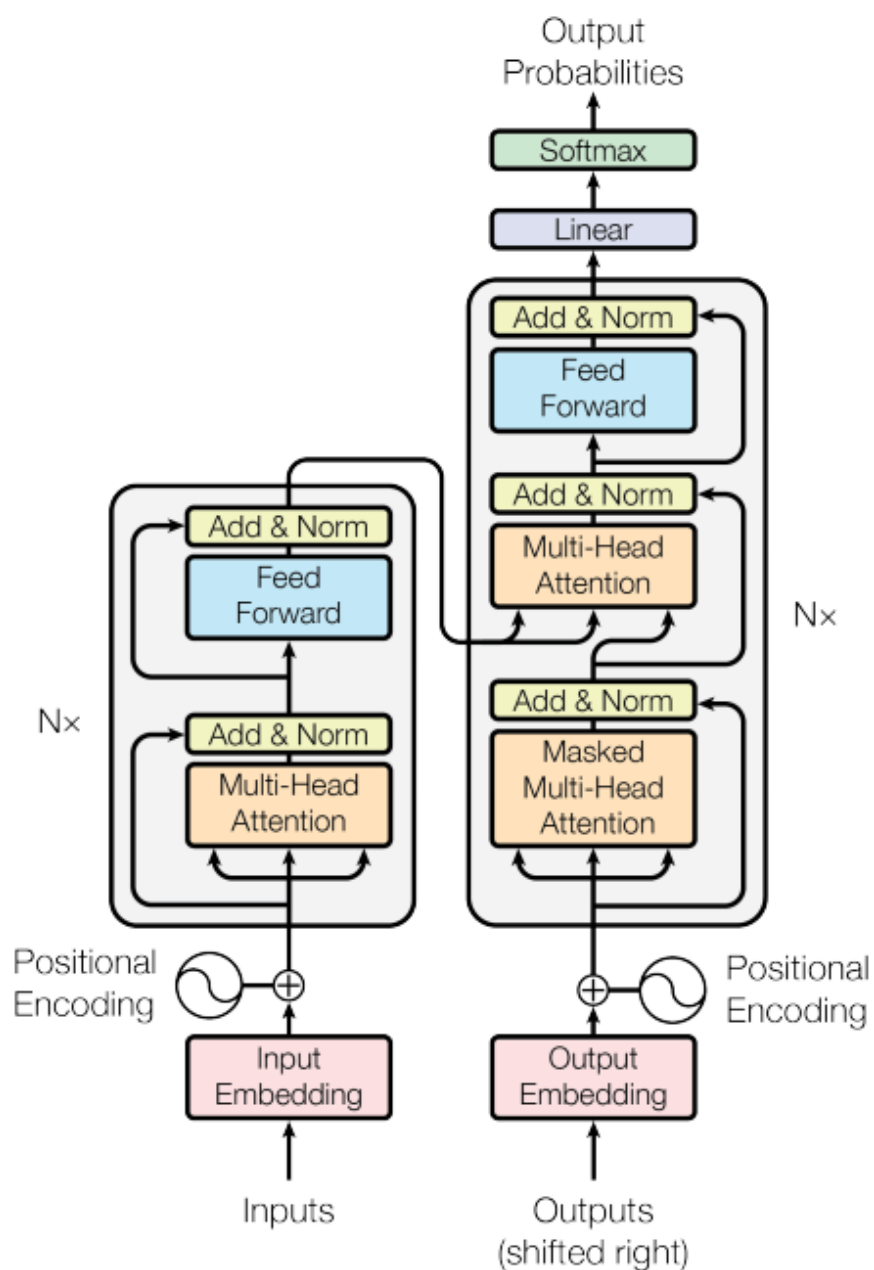 Output
Probabilities
Softmax
Linear
Add & Norm
Feed
Forward
Add & Norm
Multi-Head
Attention
Nx
Add & Norm
Masked
Multi-Head
Attention
Add & Norm
Feed
Forward
Nx
Add & Norm
Multi-Head
Attention
Positional
Encoding
Positional
Encoding
Input
Embedding
Output
Embedding
Inputs
Outputs
(shifted right)